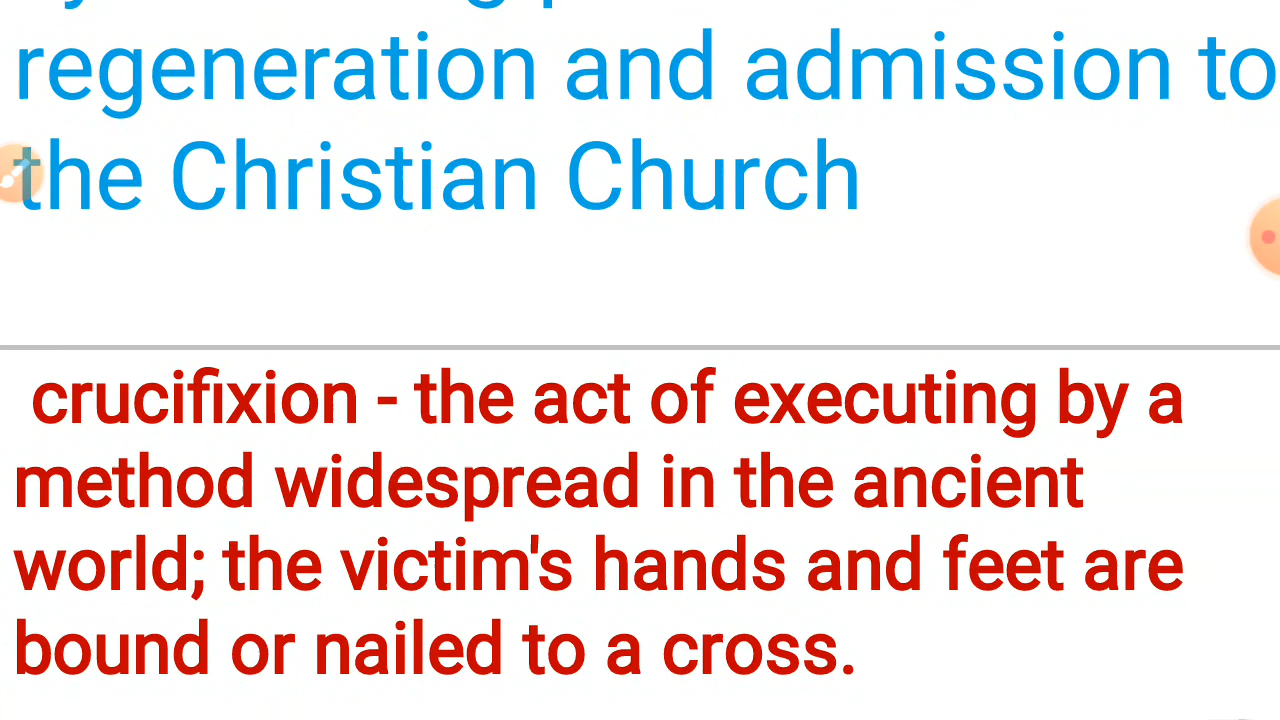 regeneration and admission to
the Christian Church
crucifixion - the act of executing by a
method widespread in the ancient
world; the victim's hands and feet are
bound or nailed to a cross.